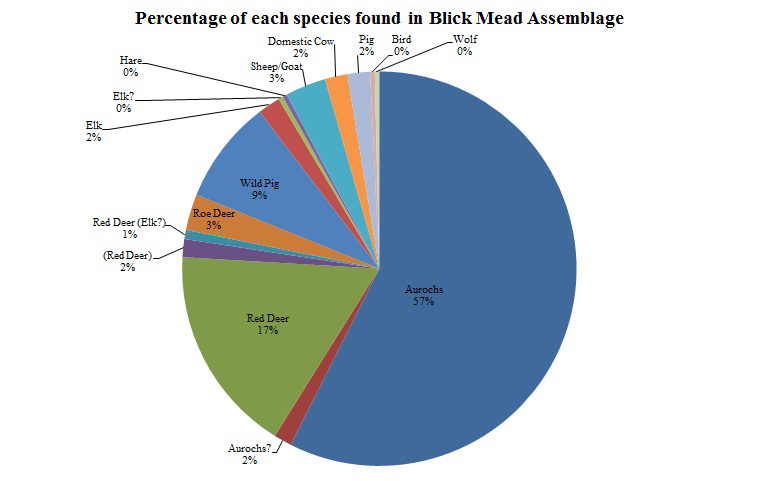 Percentage of each species found in Blick Mead Assemblage
Hare
0%
Elk?
0%
Elk
2%
Sheep/Goat
3%
Domestic Cow
2%
Pig
2%
Bird
0%
Wolf
0%
Wild Pig
9%
Roe Deer
3%
Red Deer (Elk?)
1%
(Red Deer)
2%
Red Deer
17%
Aurochs
57%
Aurochs?
2%